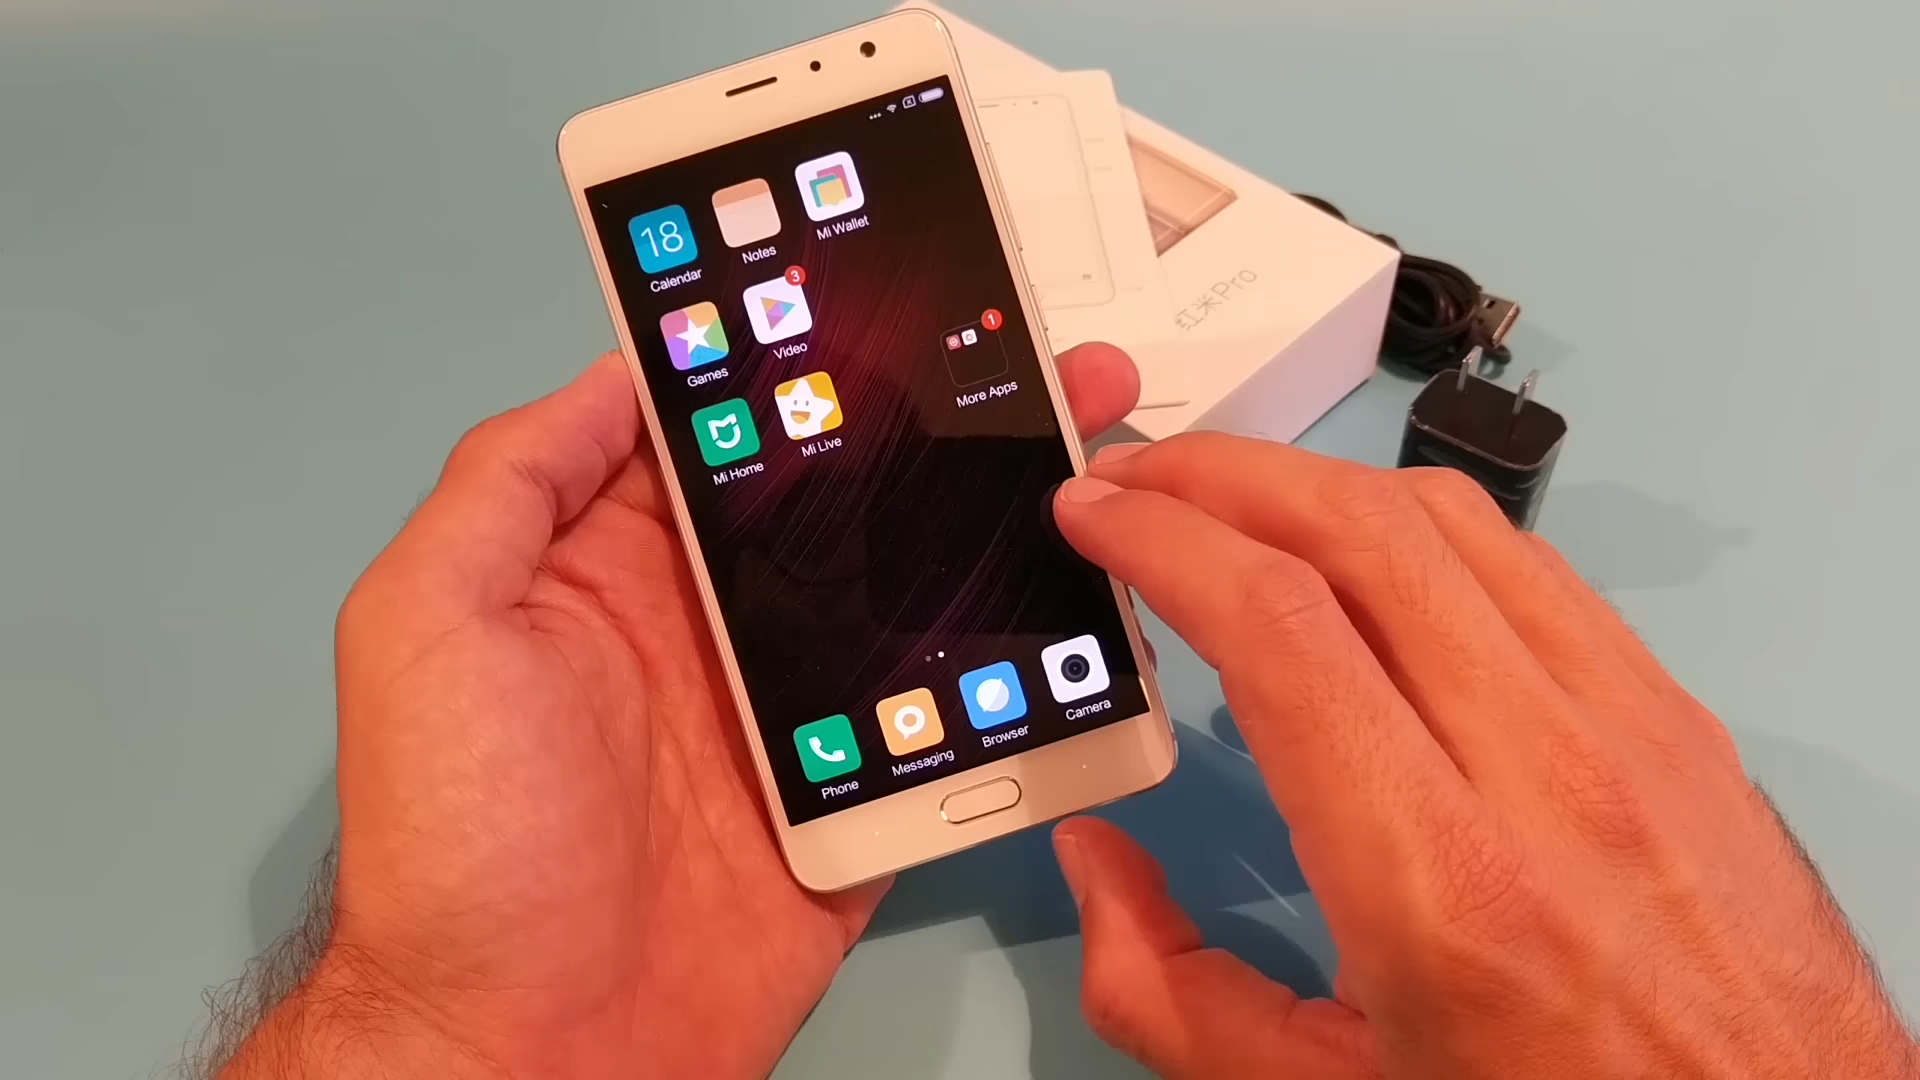 18
Calendar
Notes
Mi Wallet
Games
3
Video
1
More Apps
Mi Home
Mi Live
Phone
Messaging
Browser
Camera
红米Pro